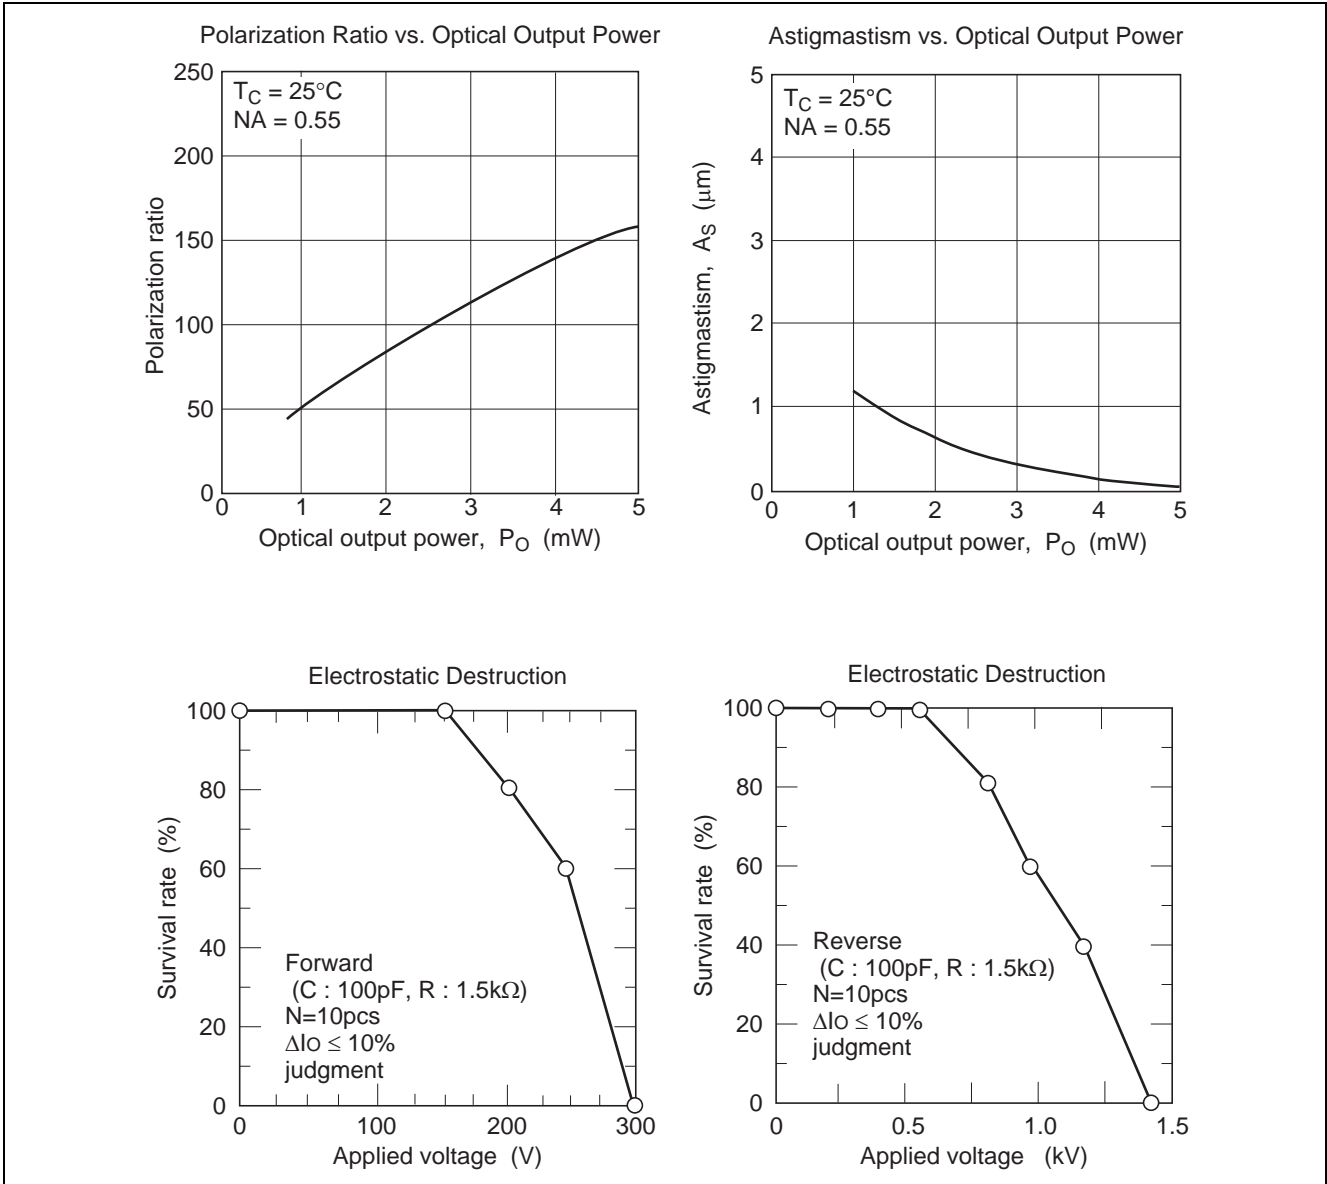 Polarization Ratio vs. Optical Output Power
250
200
150
100
50
0
T_C = 25°C
NA = 0.55
Polarization ratio
0 1 2 3 4 5
Optical output power, P_O (mW)
Astigmastism vs. Optical Output Power
5
4
3
2
1
0
T_C = 25°C
NA = 0.55
Astigmastism, A_S (μm)
0 1 2 3 4 5
Optical output power, P_O (mW)
Electrostatic Destruction
100
80
60
40
20
0
Survival rate (%)
Forward
(C : 100pF, R : 1.5kΩ)
N=10pcs
ΔIO ≤ 10%
judgment
0 100 200 300
Applied voltage (V)
Electrostatic Destruction
100
80
60
40
20
0
Survival rate (%)
Reverse
(C : 100pF, R : 1.5kΩ)
N=10pcs
ΔIO ≤ 10%
judgment
0 0.5 1.0 1.5
Applied voltage (kV)